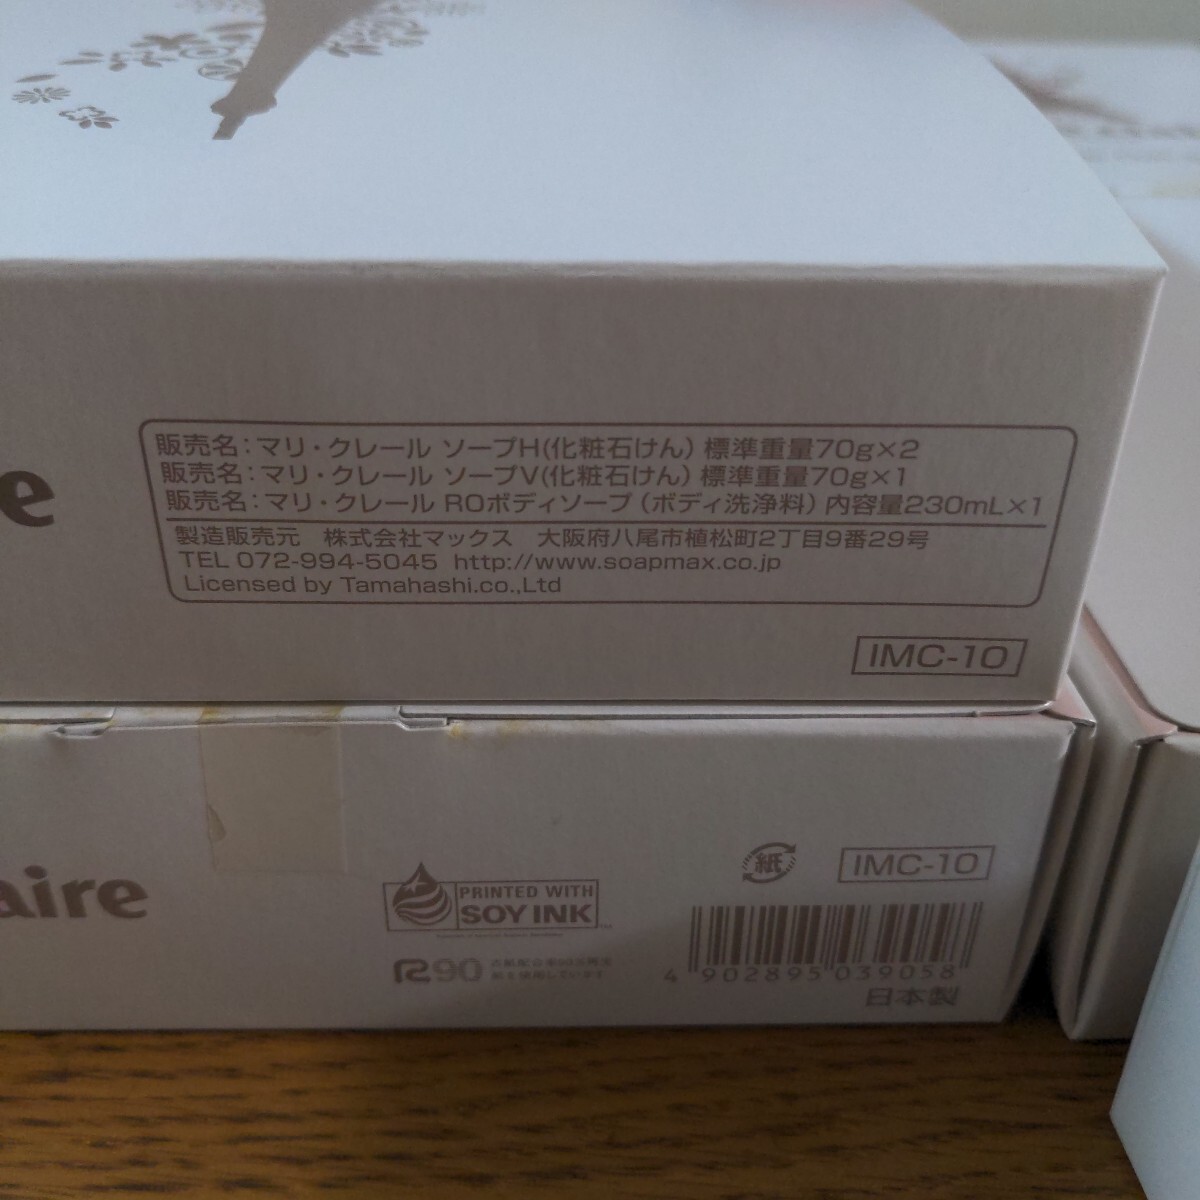 e
販売名：マリ・クレール ソープH(化粧石けん) 標準重量70g×2
販売名：マリ・クレール ソープV(化粧石けん) 標準重量70g×1
販売名：マリ・クレール ROボディソープ (ボディ洗浄料) 内容量230mL×1
製造販売元 株式会社マックス 大阪府八尾市植松町2丁目9番29号
TEL 072-994-5045 http://www.soapmax.co.jp
Licensed by Tamahashi.co.,Ltd
IMC-10
aire
PRINTED WITH
SOY INK
R90
紙
IMC-10
4 902895 039058
日本製